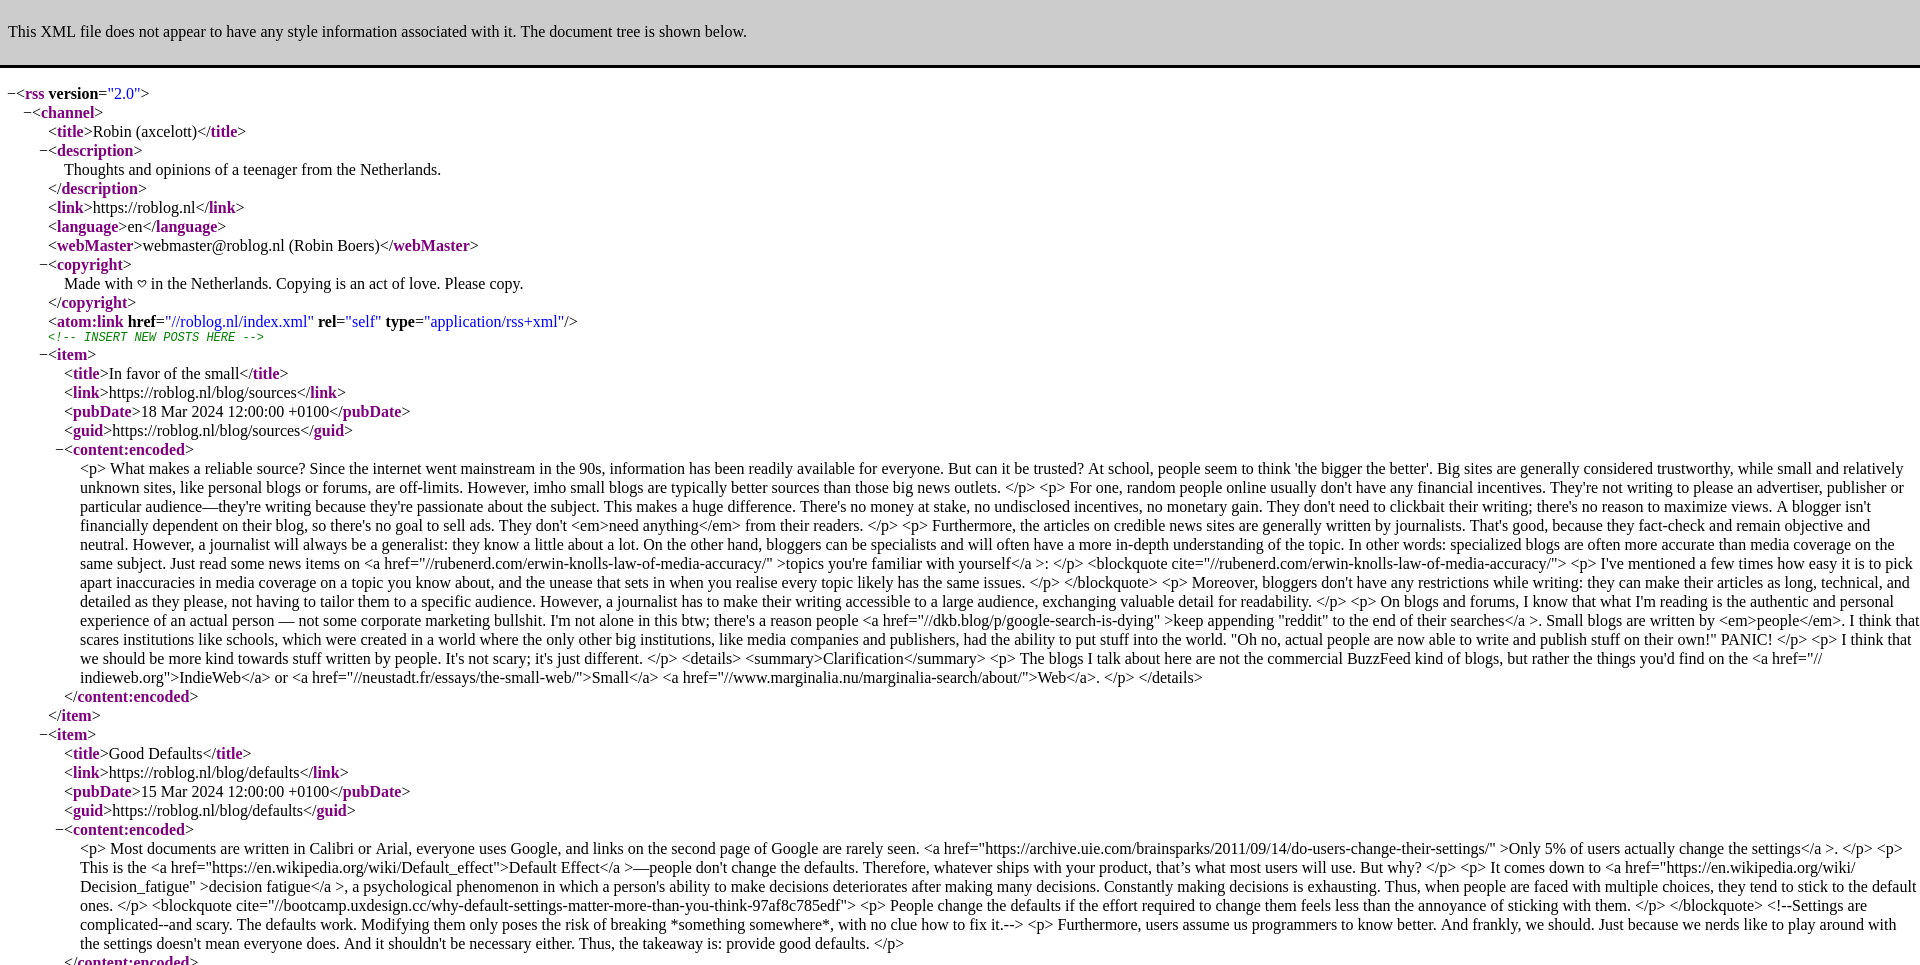 This XML file does not appear to have any style information associated with it. The document tree is shown below.
−<rss version="2.0">
−<channel>
<title>Robin (axcelott)</title>
−<description>
Thoughts and opinions of a teenager from the Netherlands.
</description>
<link>https://roblog.nl</link>
<language>en</language>
<webMaster>webmaster@roblog.nl (Robin Boers)</webMaster>
−<copyright>
Made with ♡ in the Netherlands. Copying is an act of love. Please copy.
</copyright>
<atom:link href="//roblog.nl/index.xml" rel="self" type="application/rss+xml"/>
<!-- INSERT NEW POSTS HERE -->
−<item>
<title>In favor of the small</title>
<link>https://roblog.nl/blog/sources</link>
<pubDate>18 Mar 2024 12:00:00 +0100</pubDate>
<guid>https://roblog.nl/blog/sources</guid>
−<content:encoded>
<p> What makes a reliable source? Since the internet went mainstream in the 90s, information has been readily available for everyone. But can it be trusted? At school, people seem to think 'the bigger the better'. Big sites are generally considered trustworthy, while small and relatively
unknown sites, like personal blogs or forums, are off-limits. However, imho small blogs are typically better sources than those big news outlets. </p> <p> For one, random people online usually don't have any financial incentives. They're not writing to please an advertiser, publisher or
particular audience—they're writing because they're passionate about the subject. This makes a huge difference. There's no money at stake, no undisclosed incentives, no monetary gain. They don't need to clickbait their writing; there's no reason to maximize views. A blogger isn't
financially dependent on their blog, so there's no goal to sell ads. They don't <em>need anything</em> from their readers. </p> <p> Furthermore, the articles on credible news sites are generally written by journalists. That's good, because they fact-check and remain objective and
neutral. However, a journalist will always be a generalist: they know a little about a lot. On the other hand, bloggers can be specialists and will often have a more in-depth understanding of the topic. In other words: specialized blogs are often more accurate than media coverage on the
same subject. Just read some news items on <a href="//rubenerd.com/erwin-knolls-law-of-media-accuracy/" >topics you're familiar with yourself</a >: </p> <blockquote cite="//rubenerd.com/erwin-knolls-law-of-media-accuracy/"> <p> I've mentioned a few times how easy it is to pick
apart inaccuracies in media coverage on a topic you know about, and the unease that sets in when you realise every topic likely has the same issues. </p> </blockquote> <p> Moreover, bloggers don't have any restrictions while writing: they can make their articles as long, technical, and
detailed as they please, not having to tailor them to a specific audience. However, a journalist has to make their writing accessible to a large audience, exchanging valuable detail for readability. </p> <p> On blogs and forums, I know that what I'm reading is the authentic and personal
experience of an actual person — not some corporate marketing bullshit. I'm not alone in this btw; there's a reason people <a href="//dkb.blog/p/google-search-is-dying" >keep appending "reddit" to the end of their searches</a >. Small blogs are written by <em>people</em>. I think that
scares institutions like schools, which were created in a world where the only other big institutions, like media companies and publishers, had the ability to put stuff into the world. "Oh no, actual people are now able to write and publish stuff on their own!" PANIC! </p> <p> I think that
we should be more kind towards stuff written by people. It's not scary; it's just different. </p> <details> <summary>Clarification</summary> <p> The blogs I talk about here are not the commercial BuzzFeed kind of blogs, but rather the things you'd find on the <a href="//
indieweb.org">IndieWeb</a> or <a href="//neustadt.fr/essays/the-small-web/">Small</a> <a href="//www.marginalia.nu/marginalia-search/about/">Web</a>. </p> </details>
</content:encoded>
</item>
−<item>
<title>Good Defaults</title>
<link>https://roblog.nl/blog/defaults</link>
<pubDate>15 Mar 2024 12:00:00 +0100</pubDate>
<guid>https://roblog.nl/blog/defaults</guid>
−<content:encoded>
<p> Most documents are written in Calibri or Arial, everyone uses Google, and links on the second page of Google are rarely seen. <a href="https://archive.uie.com/brainsparks/2011/09/14/do-users-change-their-settings/" >Only 5% of users actually change the settings</a >. </p> <p>
This is the <a href="https://en.wikipedia.org/wiki/Default_effect">Default Effect</a >—people don't change the defaults. Therefore, whatever ships with your product, that’s what most users will use. But why? </p> <p> It comes down to <a href="https://en.wikipedia.org/wiki/
Decision_fatigue" >decision fatigue</a >, a psychological phenomenon in which a person's ability to make decisions deteriorates after making many decisions. Constantly making decisions is exhausting. Thus, when people are faced with multiple choices, they tend to stick to the default
ones. </p> <blockquote cite="//bootcamp.uxdesign.cc/why-default-settings-matter-more-than-you-think-97af8c785edf"> <p> People change the defaults if the effort required to change them feels less than the annoyance of sticking with them. </p> </blockquote> <!--Settings are
complicated--and scary. The defaults work. Modifying them only poses the risk of breaking *something somewhere*, with no clue how to fix it.--> <p> Furthermore, users assume us programmers to know better. And frankly, we should. Just because we nerds like to play around with
the settings doesn't mean everyone does. And it shouldn't be necessary either. Thus, the takeaway is: provide good defaults. </p>
</content:encoded>